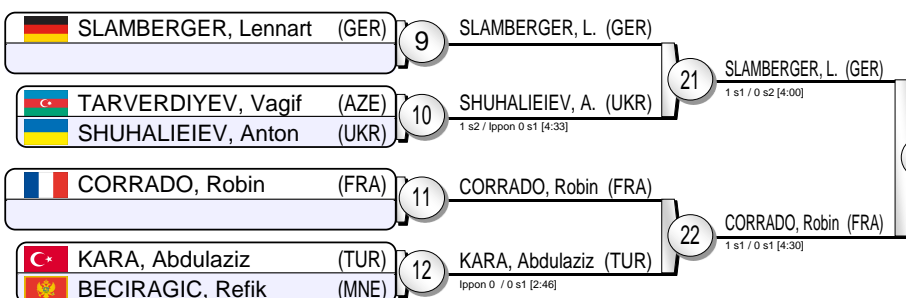 SLAMBERGER, Lennart (GER)
9
SLAMBERGER, L. (GER)
21
SLAMBERGER, L. (GER)
1 s1 / 0 s2 [4:00]
TARVERDIYEV, Vagif (AZE)
SHUHALIEIEV, Anton (UKR)
10
SHUHALIEIEV, A. (UKR)
1 s2 / Ippon 0 s1 [4:33]
CORRADO, Robin (FRA)
11
CORRADO, Robin (FRA)
22
CORRADO, Robin (FRA)
1 s1 / 0 s1 [4:30]
KARA, Abdulaziz (TUR)
BECIRAGIC, Refik (MNE)
12
KARA, Abdulaziz (TUR)
Ippon 0 / 0 s1 [2:46]